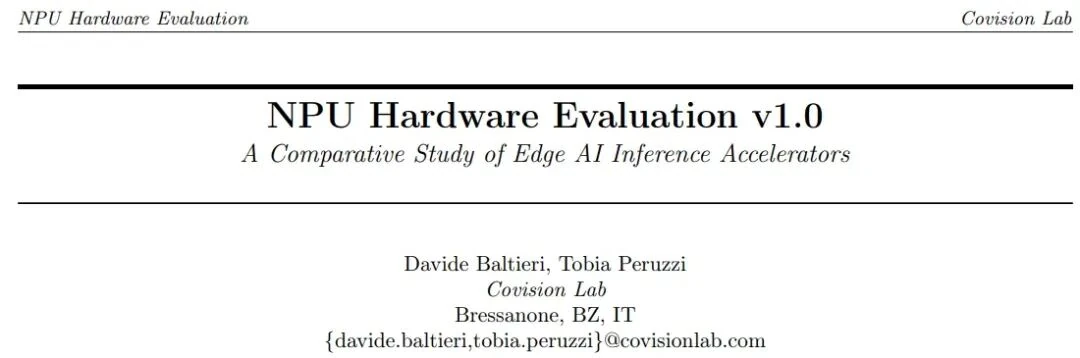 NPU Hardware Evaluation
Covision Lab
NPU Hardware Evaluation v1.0
A Comparative Study of Edge AI Inference Accelerators
Davide Baltieri, Tobia Peruzzi
Covision Lab
Bressanone, BZ, IT
{davide.baltieri,tobia.peruzzi}@covisionlab.com